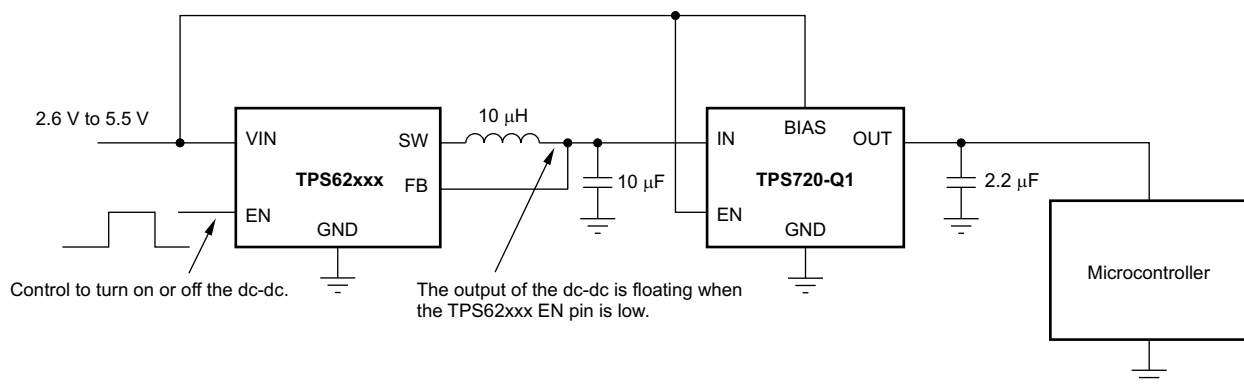 2.6 V to 5.5 V
VIN
SW
FB
TPS62xxx
EN
GND
10 μH
10 μF
IN
BIAS
OUT
TPS720-Q1
EN
GND
2.2 μF
Microcontroller
Control to turn on or off the dc-dc.
The output of the dc-dc is floating when
the TPS62xxx EN pin is low.